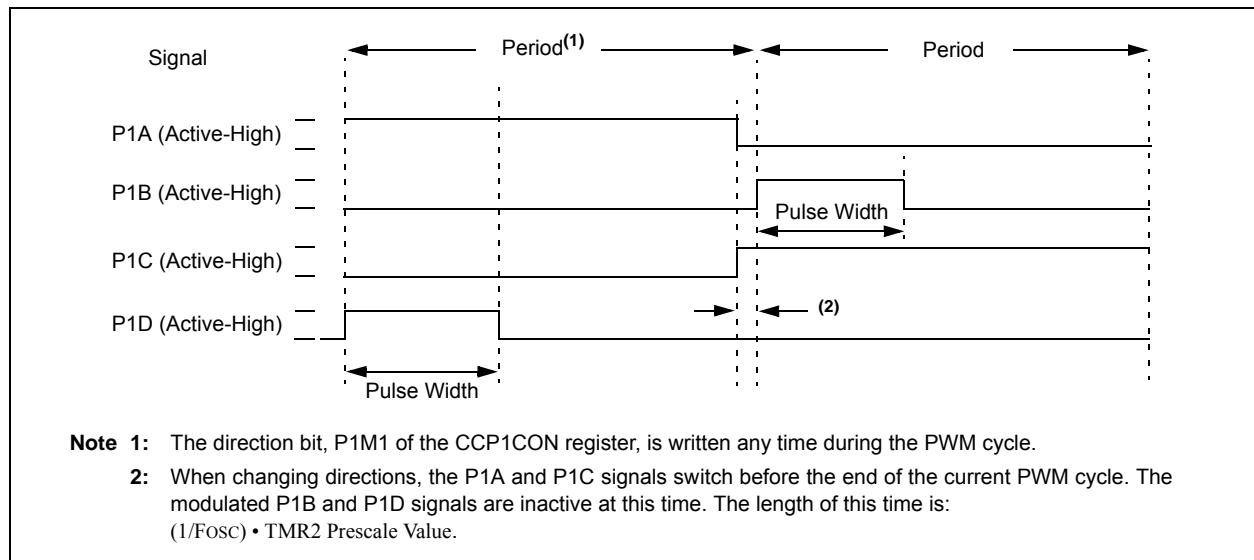 Signal
Period(1)
Period
P1A (Active-High)
P1B (Active-High)
Pulse Width
P1C (Active-High)
(2)
P1D (Active-High)
Pulse Width
Note 1: The direction bit, P1M1 of the CCP1CON register, is written any time during the PWM cycle.
2: When changing directions, the P1A and P1C signals switch before the end of the current PWM cycle. The
modulated P1B and P1D signals are inactive at this time. The length of this time is:
(1/FOSC) • TMR2 Prescale Value.